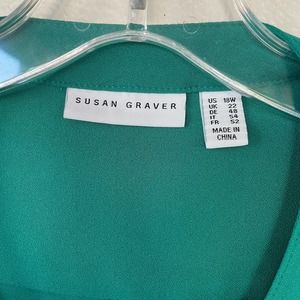 SUSAN GRAVER
US 18W
UK 22
DE 48
IT 54
FR 52
MADE IN
CHINA